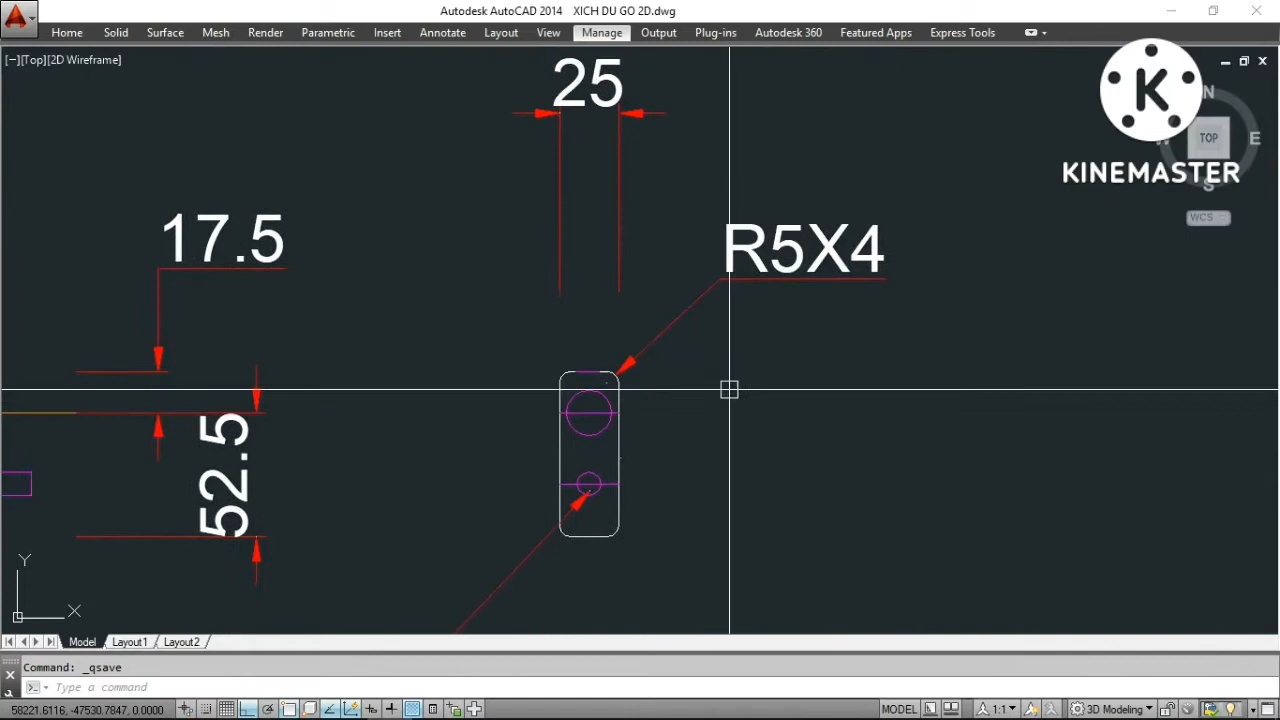 Autodesk AutoCAD 2014 XICH DU GO 2D.dwg
Home Solid Surface Mesh Render Parametric Insert Annotate Layout View Manage Output Plug-ins Autodesk 360 Featured Apps Express Tools
[−][Top][2D Wireframe]
25
K
KINEMASTER
N
W
TOP
E
S
WCS
17.5
R5X4
52.5
Y
X
Model Layout1 Layout2
Command: _qsave
Type a command
58221.6116, -47530.7847, 0.0000
MODEL
1:1
3D Modeling